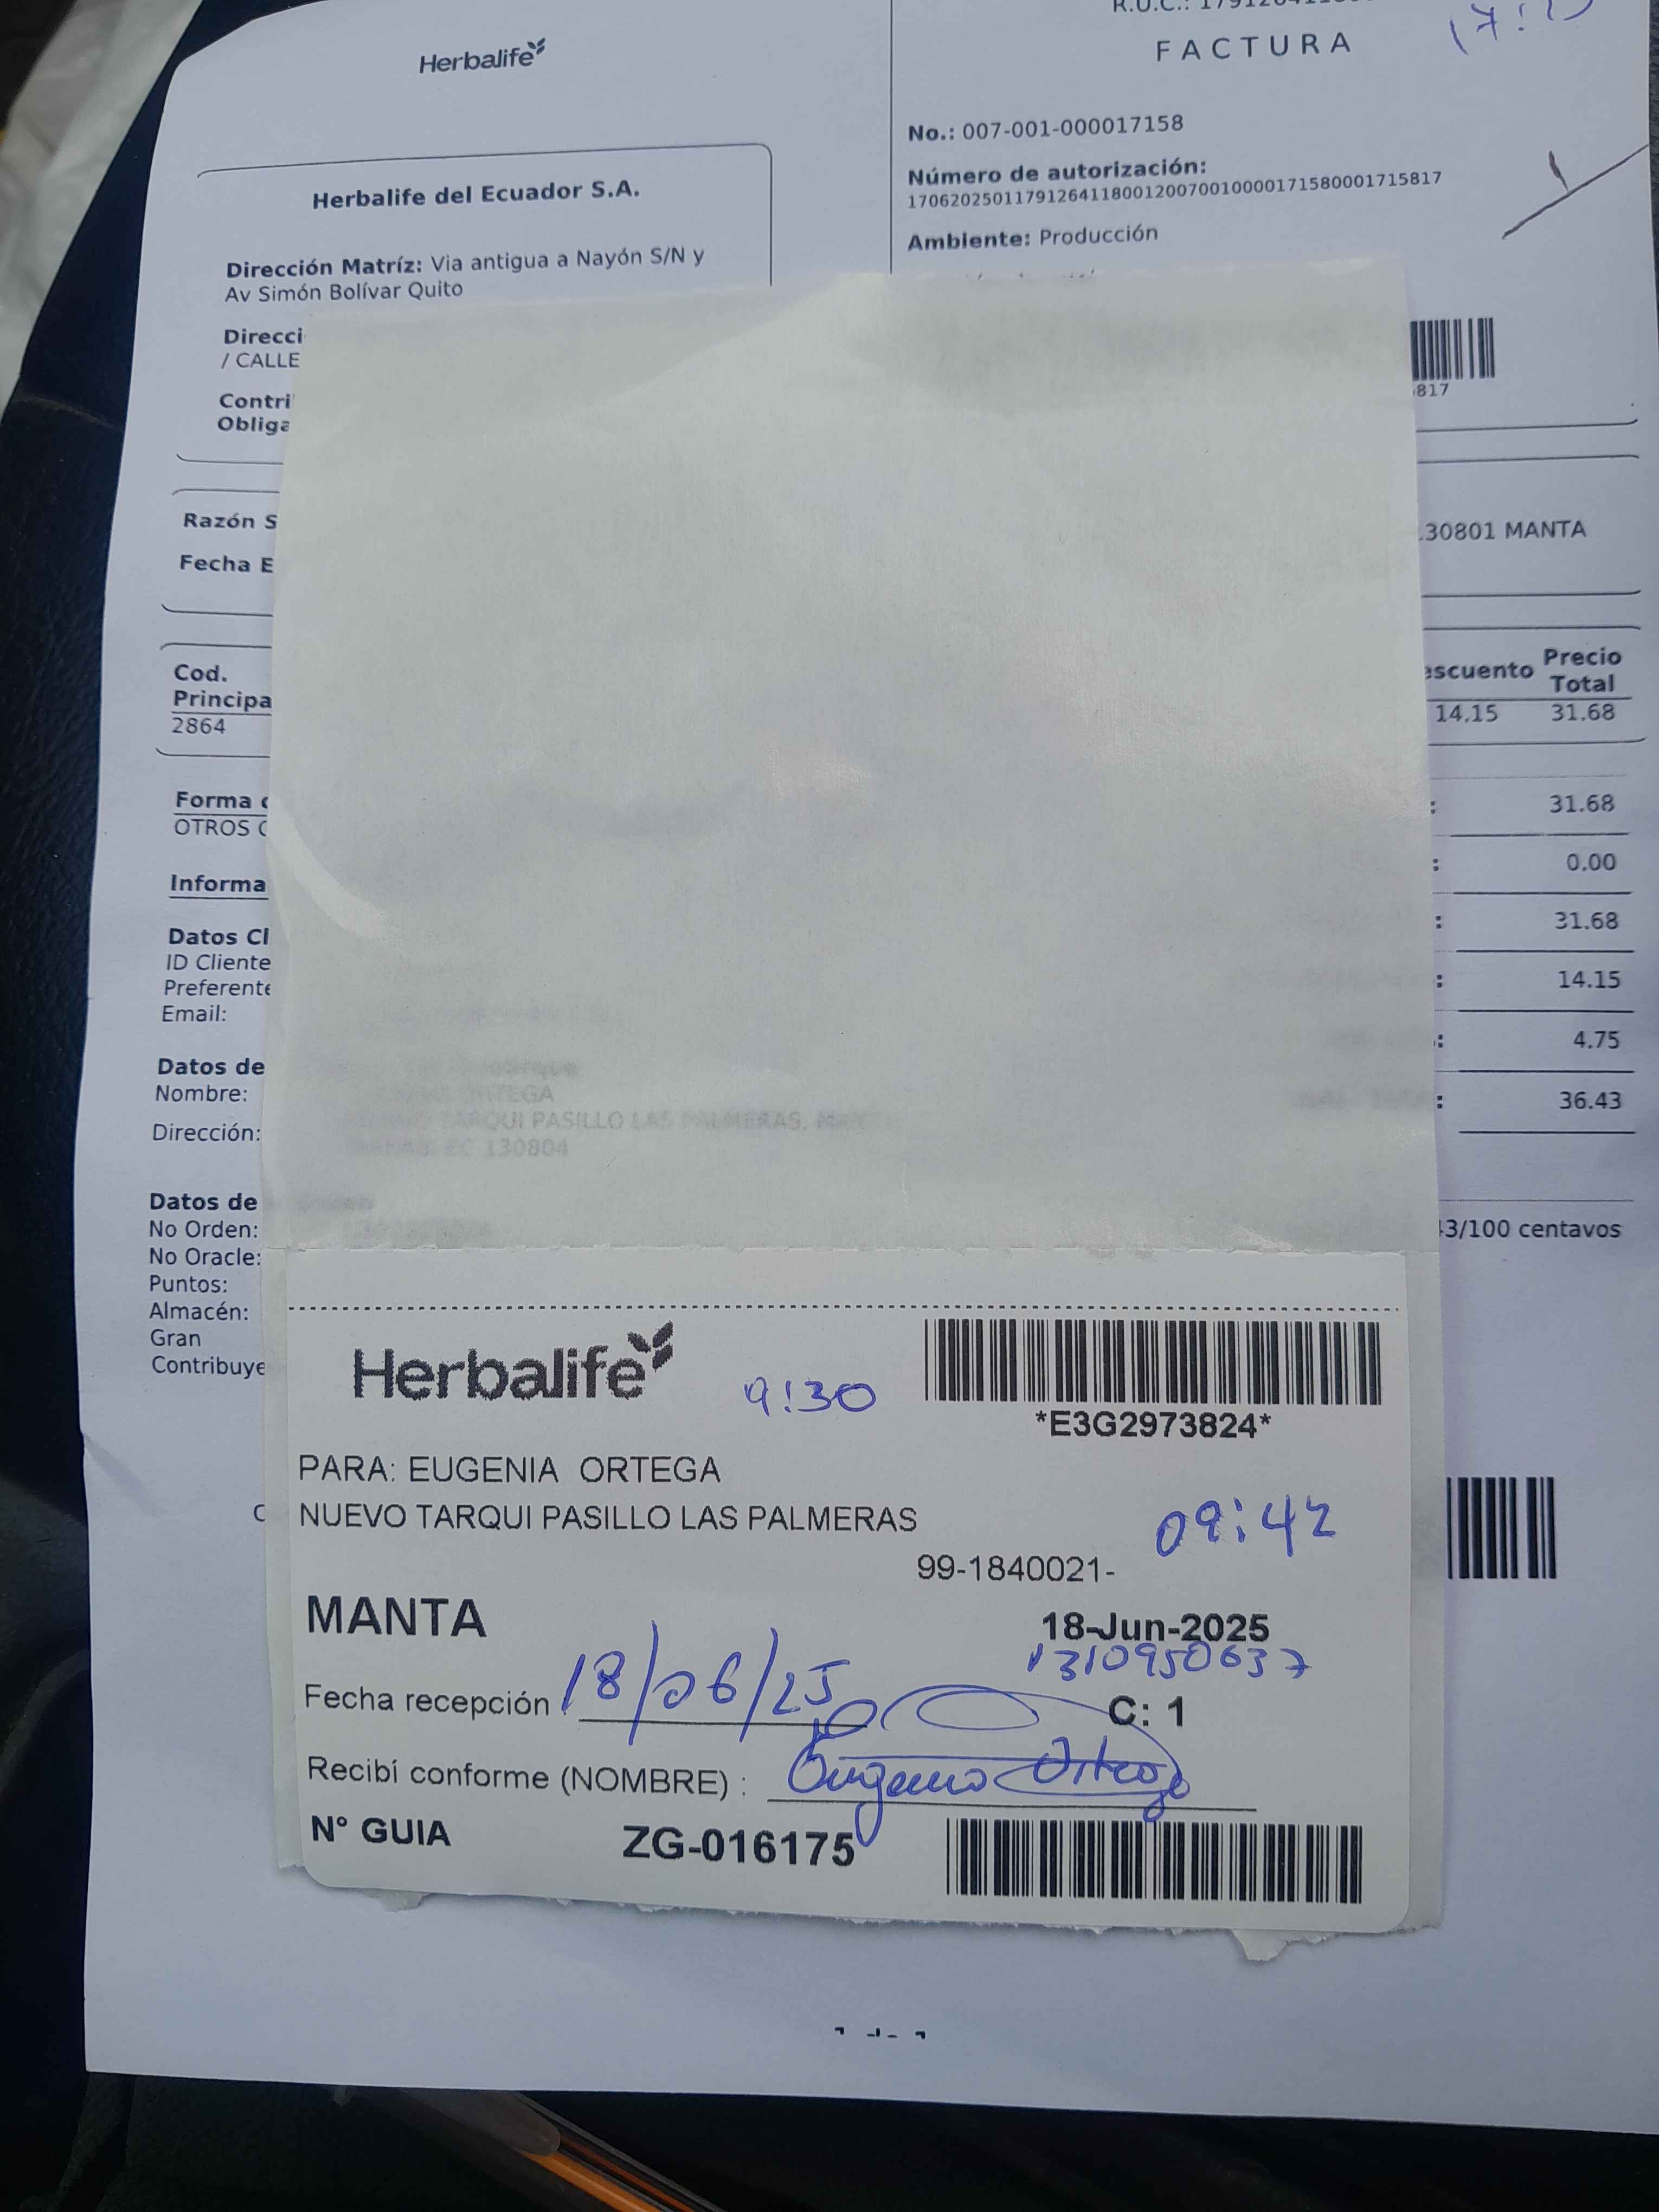 Herbalife
FACTURA
No.: 007-001-000017158
Número de autorización:
1706202501179126411800120070010000171580001715817
Ambiente: Producción
Herbalife del Ecuador S.A.
Dirección Matríz: Via antigua a Nayón S/N y
Av Simón Bolívar Quito
Direcci
/ CALLE
Contri
Obliga
817
Razón S
30801 MANTA
Fecha E
Cod.
Principa
escuento Precio
Total
2864
14.15 31.68
Forma
OTROS
Informa
Datos Cl
ID Cliente
Preferente
Email:
Datos de
Nombre:
Dirección:
ORTEGA
TARQUI PASILLO LAS PALMERAS,
130804
: 31.68
: 0.00
: 31.68
: 14.15
: 4.75
: 36.43
Datos de
No Orden:
No Oracle:
Puntos:
Almacén:
Gran
Contribuye
3/100 centavos
Herbalife
9:30
*E3G2973824*
PARA: EUGENIA ORTEGA
NUEVO TARQUI PASILLO LAS PALMERAS
09:42
99-1840021-
MANTA
18-Jun-2025
1310950637
Fecha recepción : 18/06/25
C: 1
Recibí conforme (NOMBRE) : Eugenia Ortega
N° GUIA ZG-016175